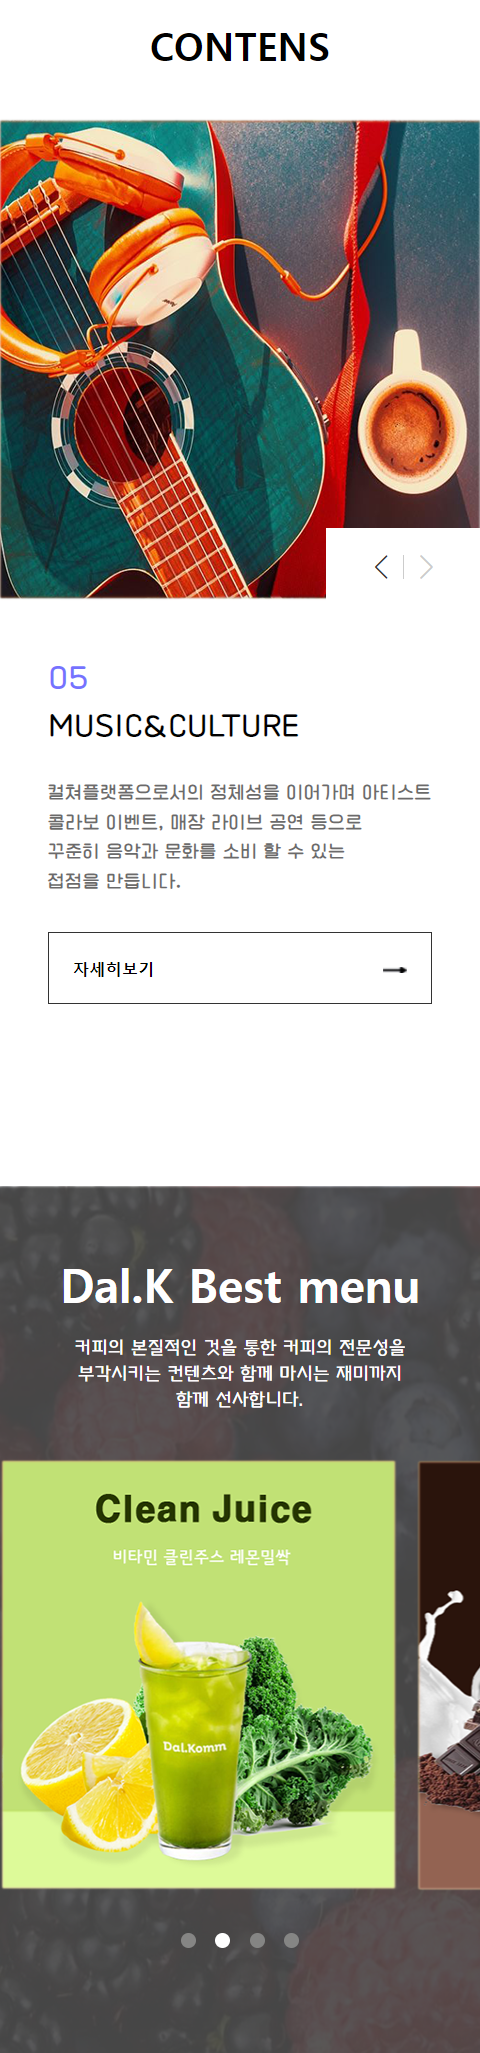 CONTENS
05
MUSIC&CULTURE
컬쳐플랫폼으로서의 정체성을 이어가며 아티스트
콜라보 이벤트, 매장 라이브 공연 등으로
꾸준히 음악과 문화를 소비 할 수 있는
접점을 만듭니다.
자세히보기
Dal.K Best menu
커피의 본질적인 것을 통한 커피의 전문성을
부각시키는 컨텐츠와 함께 마시는 재미까지
함께 선사합니다.
Clean Juice
비타민 클린주스 레몬밀싹
Dal.Komm